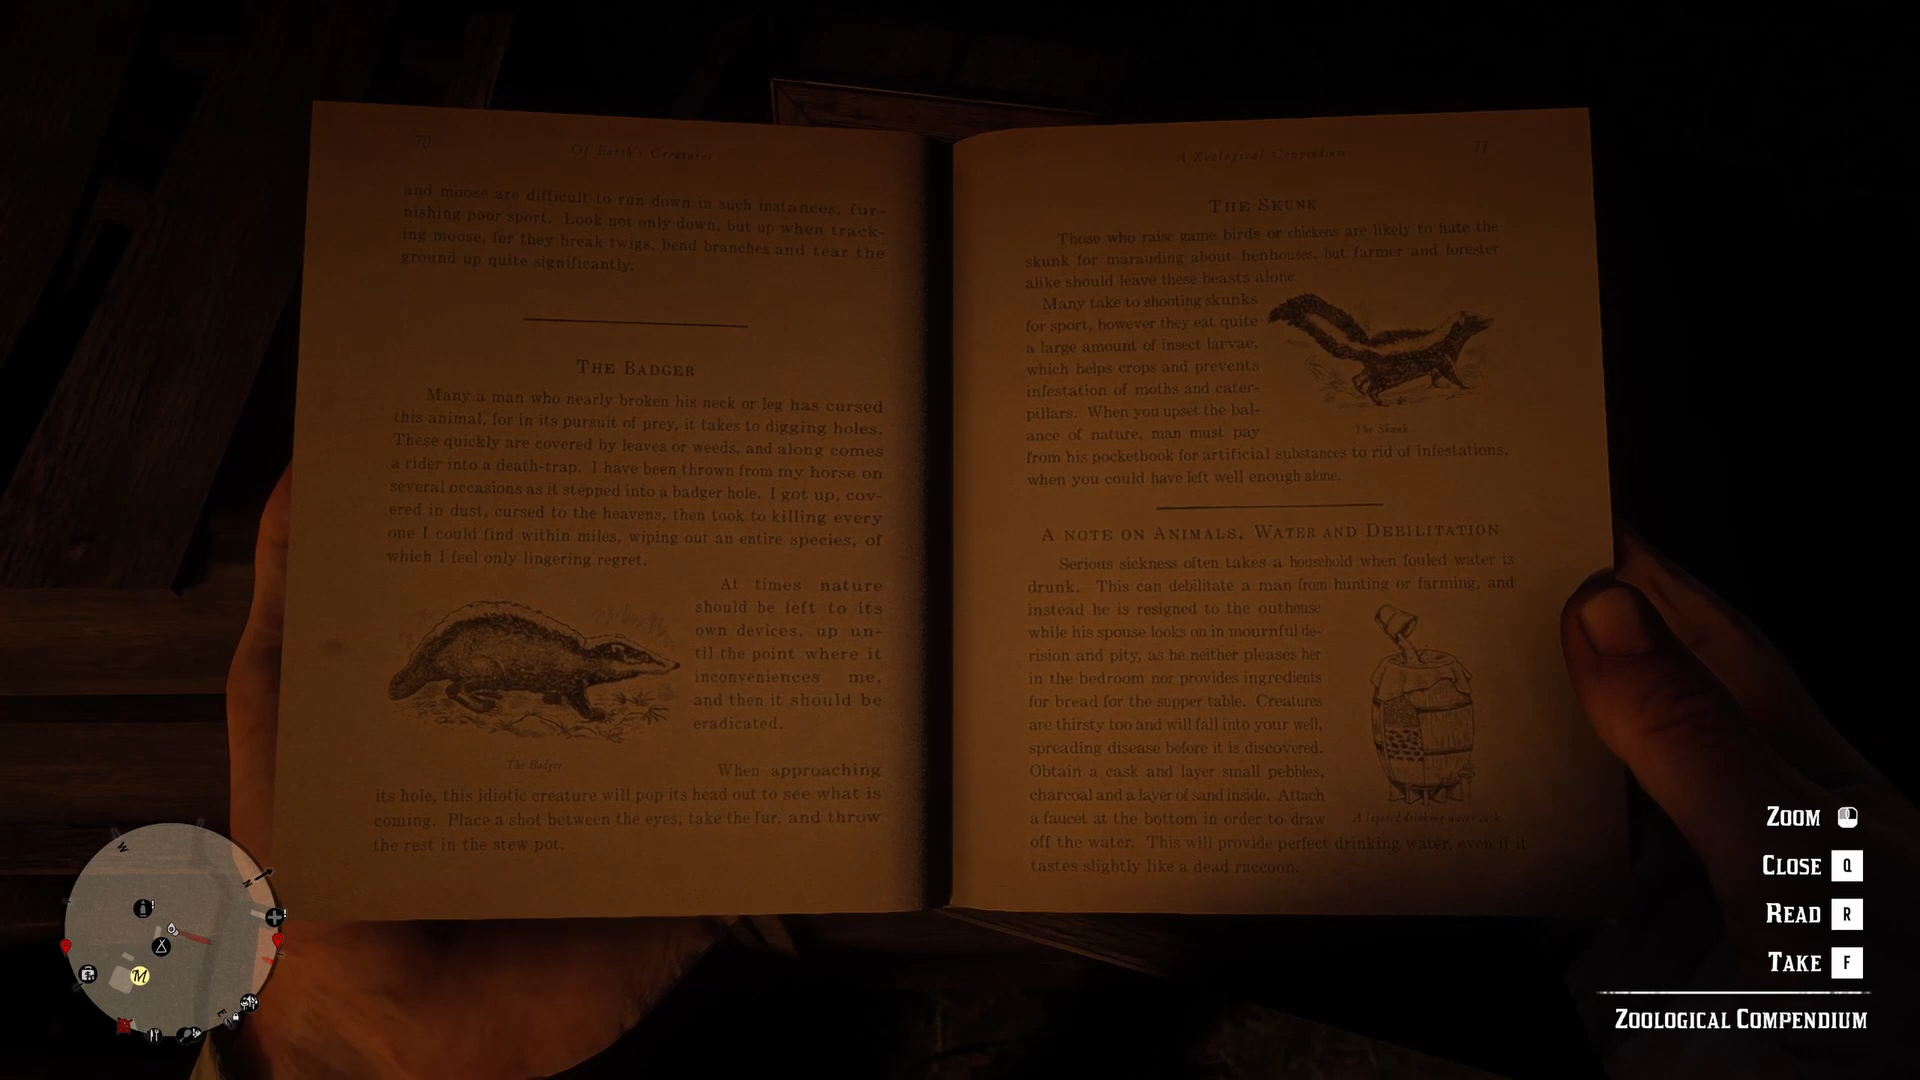 70
Of Earth's Creatures
and moose are difficult to run down in such instances, fur-
nishing poor sport. Look not only down, but up when track-
ing moose, for they break twigs, bend branches and tear the
ground up quite significantly.
THE BADGER
Many a man who nearly broken his neck or leg has cursed
this animal, for in its pursuit of prey, it takes to digging holes.
These quickly are covered by leaves or weeds, and along comes
a rider into a death-trap. I have been thrown from my horse on
several occasions as it stepped into a badger hole. I got up, cov-
ered in dust, cursed to the heavens, then took to killing every
one I could find within miles, wiping out an entire species, of
which I feel only lingering regret.
At times nature
should be left to its
own devices, up un-
til the point where it
inconveniences me,
and then it should be
eradicated.
The Badger
When approaching
its hole, this idiotic creature will pop its head out to see what is
coming. Place a shot between the eyes, take the fur, and throw
the rest in the stew pot.
A Zoological Compendium
71
THE SKUNK
Those who raise game birds or chickens are likely to hate the
skunk for marauding about henhouses, but farmer and forester
alike should leave these beasts alone.
Many take to shooting skunks
for sport, however they eat quite
a large amount of insect larvae,
which helps crops and prevents
infestation of moths and cater-
pillars. When you upset the bal-
ance of nature, man must pay
from his pocketbook for artificial substances to rid of infestations,
when you could have left well enough alone.
The Skunk.
A NOTE ON ANIMALS, WATER AND DEBILITATION
Serious sickness often takes a household when fouled water is
drunk. This can debilitate a man from hunting or farming, and
instead he is resigned to the outhouse
while his spouse looks on in mournful de-
rision and pity, as he neither pleases her
in the bedroom nor provides ingredients
for bread for the supper table. Creatures
are thirsty too and will fall into your well,
spreading disease before it is discovered.
Obtain a cask and layer small pebbles,
charcoal and a layer of sand inside. Attach
a faucet at the bottom in order to draw
off the water. This will provide perfect drinking water, even if it
tastes slightly like a dead raccoon.
A layered drinking water cask.
W
N
M
ZOOM
CLOSE Q
READ R
TAKE F
ZOOLOGICAL COMPENDIUM